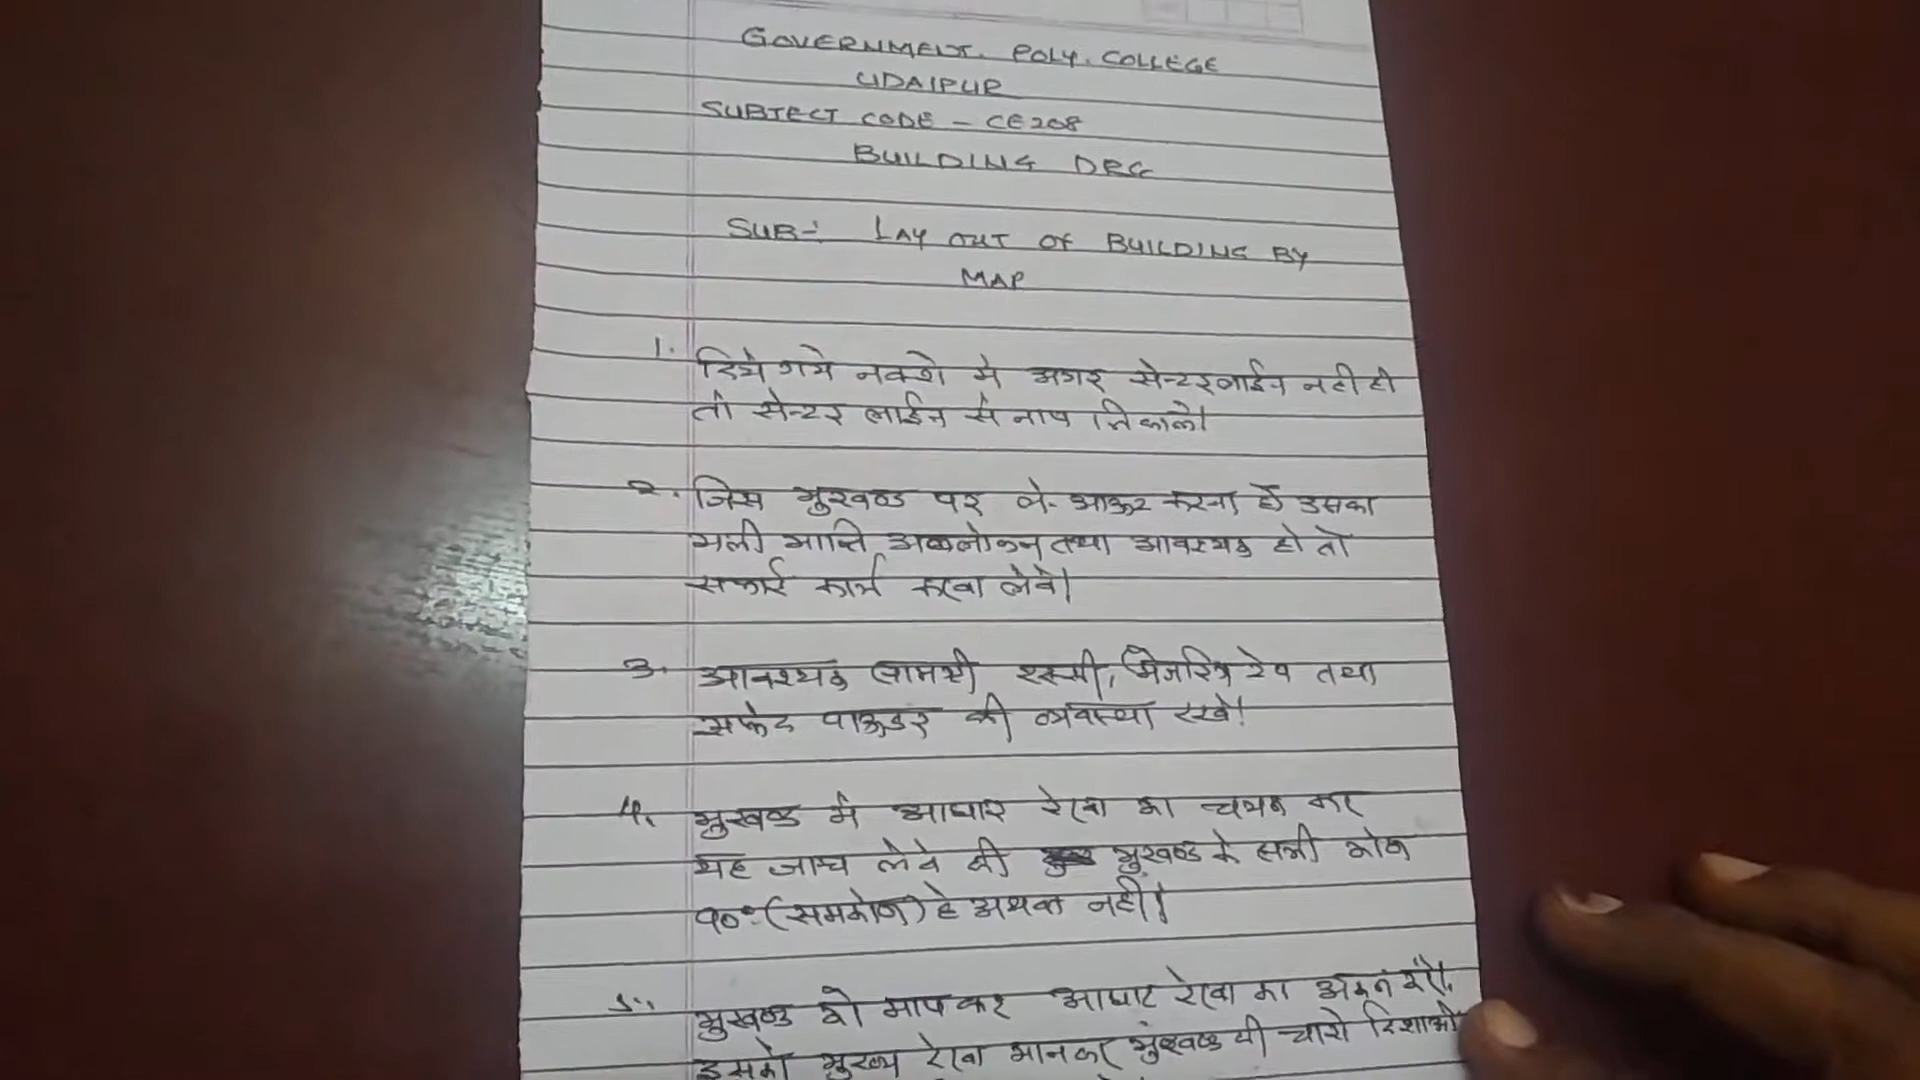 GOVERNMENT. POLY. COLLEGE
UDAIPUR
SUBJECT CODE - CE208
BUILDING DRG
SUB-: LAY OUT OF BUILDING BY
MAP
1. दिये गये नक्शे मे अगर सेन्टरलाईन नही हो
तो सेन्टर लाईन से नाप निकाले।
2. जिस भुखण्ड पर ले-आऊट करना है उसका
भली भाति अवलोकन तथा आवश्यक हो तो
सफाई कार्य करवा लेवे।
3. आवश्यक सामग्री रस्सी, मेजरिंग टेप तथा
सफेद पाऊडर की व्यवस्था रखे!
4. भुखण्ड मे आधार रेखा का चयन कर
यह जाच लेवे की भुखण्ड के सभी कोण
90°(समकोण) हे अथवा नही!
5. भुखण्ड को मापकर आधार रेखा का अंकन करे।
इसको मुख्य रेखा मानकर भुखण्ड की चारो दिशाओ